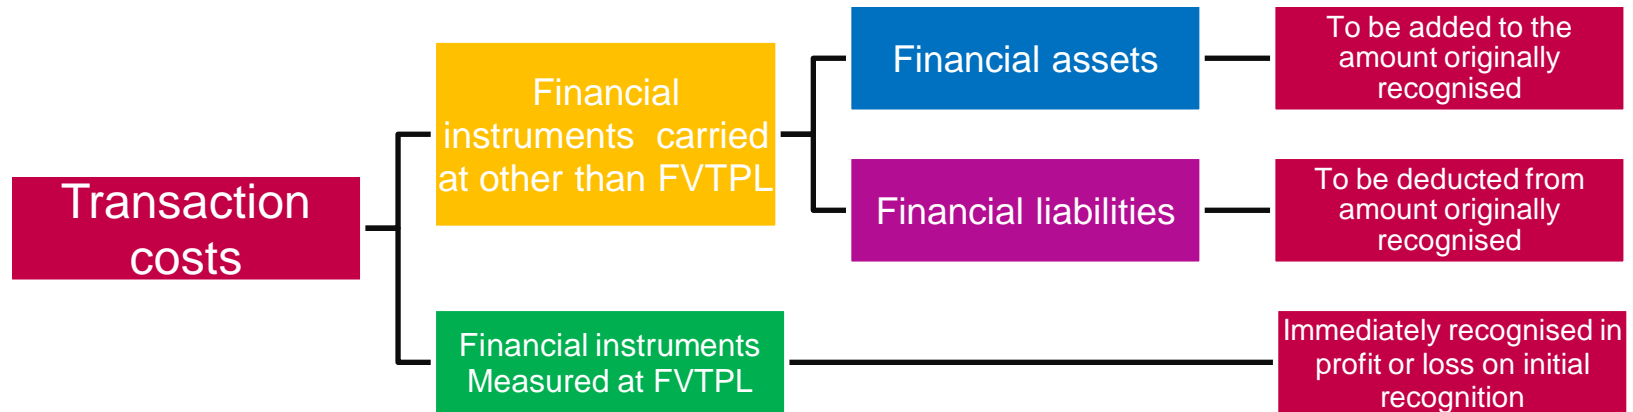 Transaction
costs
Financial
instruments carried
at other than FVTPL
Financial assets
To be added to the
amount originally
recognised
Financial liabilities
To be deducted from
amount originally
recognised
Financial instruments
Measured at FVTPL
Immediately recognised in
profit or loss on initial
recognition